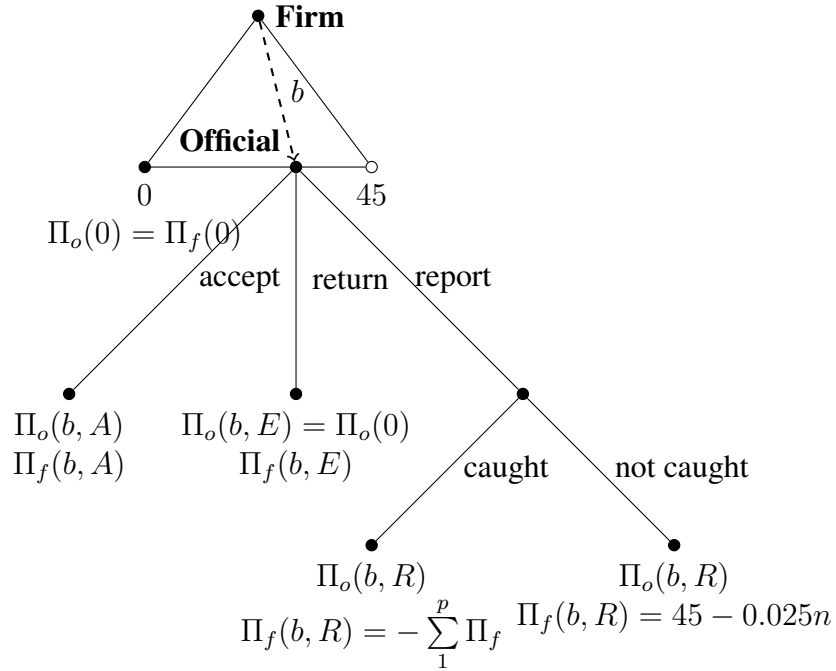 Firm
b
Official
0
45
Π_o(0) = Π_f(0)
accept
return
report
Π_o(b, A)
Π_f(b, A)
Π_o(b, E) = Π_o(0)
Π_f(b, E)
caught
not caught
Π_o(b, R)
Π_f(b, R) = − ∑_1^p Π_f
Π_o(b, R)
Π_f(b, R) = 45 − 0.025n